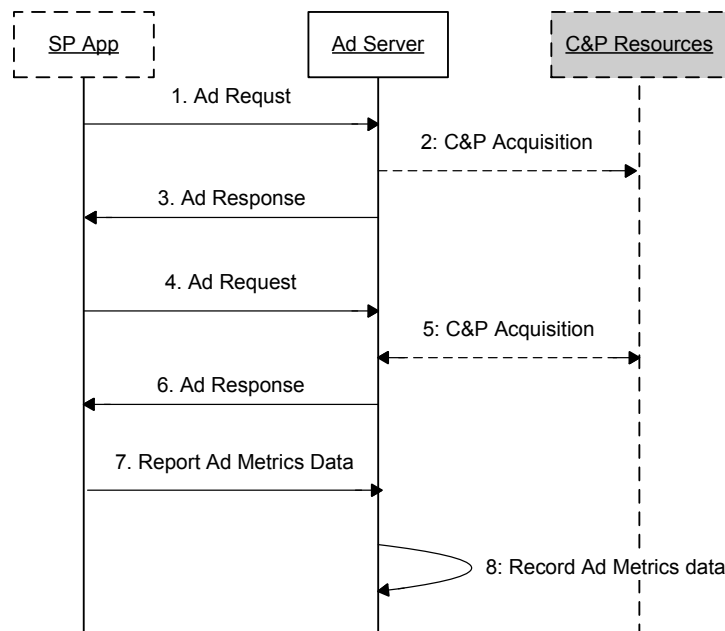 SP App
Ad Server
C&P Resources
1. Ad Requst
2: C&P Acquisition
3. Ad Response
4. Ad Request
5: C&P Acquisition
6. Ad Response
7. Report Ad Metrics Data
8: Record Ad Metrics data